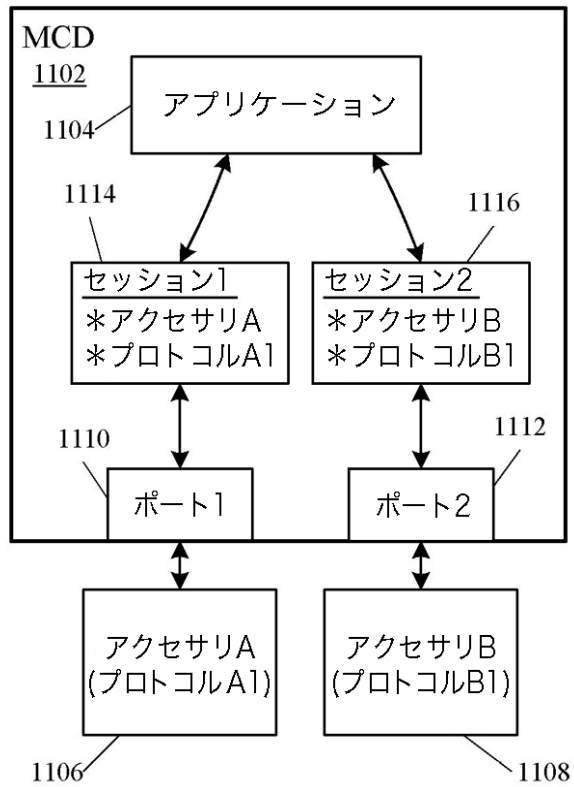 MCD
1102
アプリケーション
1104
1114
1116
セッション1
＊アクセサリA
＊プロトコルA1
セッション2
＊アクセサリB
＊プロトコルB1
1110
1112
ポート1
ポート2
アクセサリA
(プロトコルA1)
アクセサリB
(プロトコルB1)
1106
1108